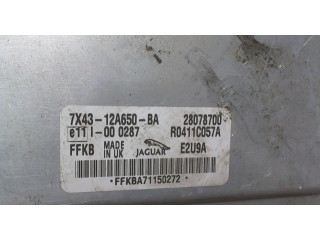 7X43-12A650-BA 28078700
e11 I-00 0287 R0411C057A
FFKB MADE IN UK JAGUAR E2U9A
*FFKBA71150272*